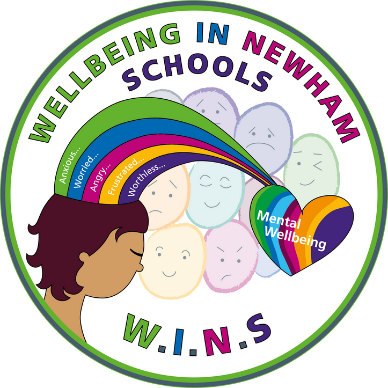 WELLBEING IN NEWHAM
SCHOOLS
Anxious...
Worried...
Angry...
Frustrated...
Worthless...
Mental
Wellbeing
W.I.N.S